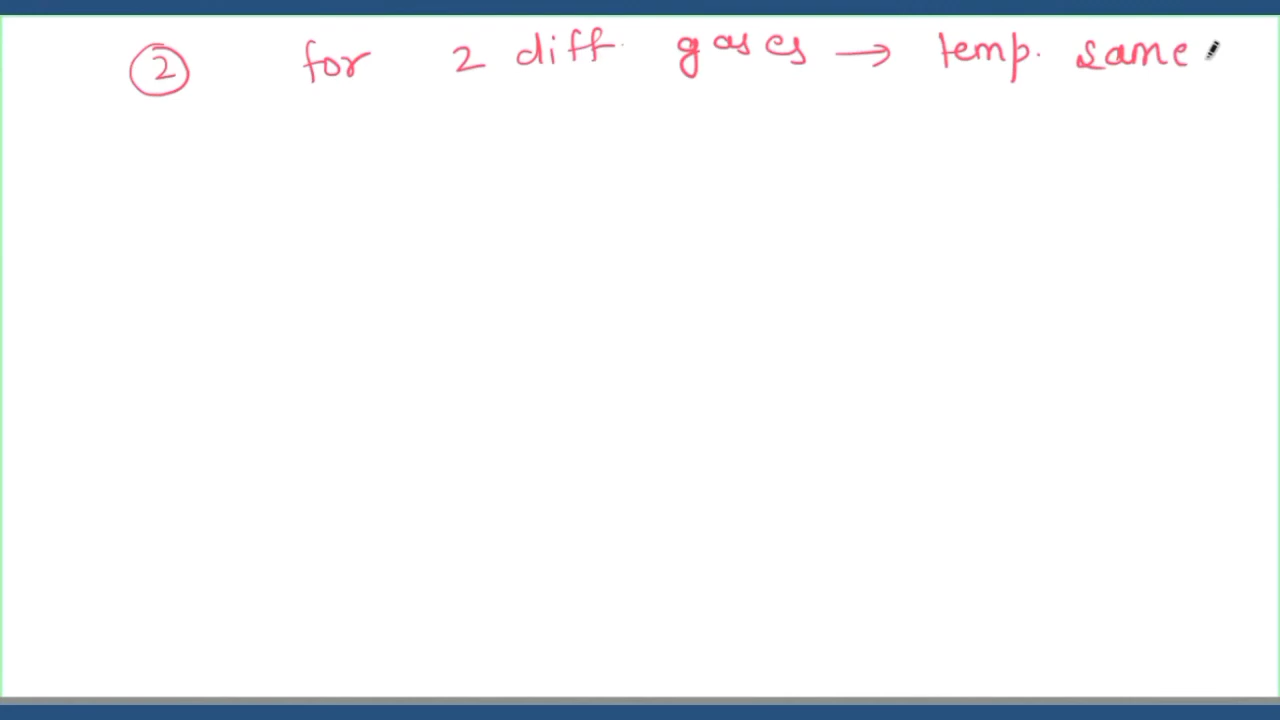 ② for 2 diff. gases → temp. same